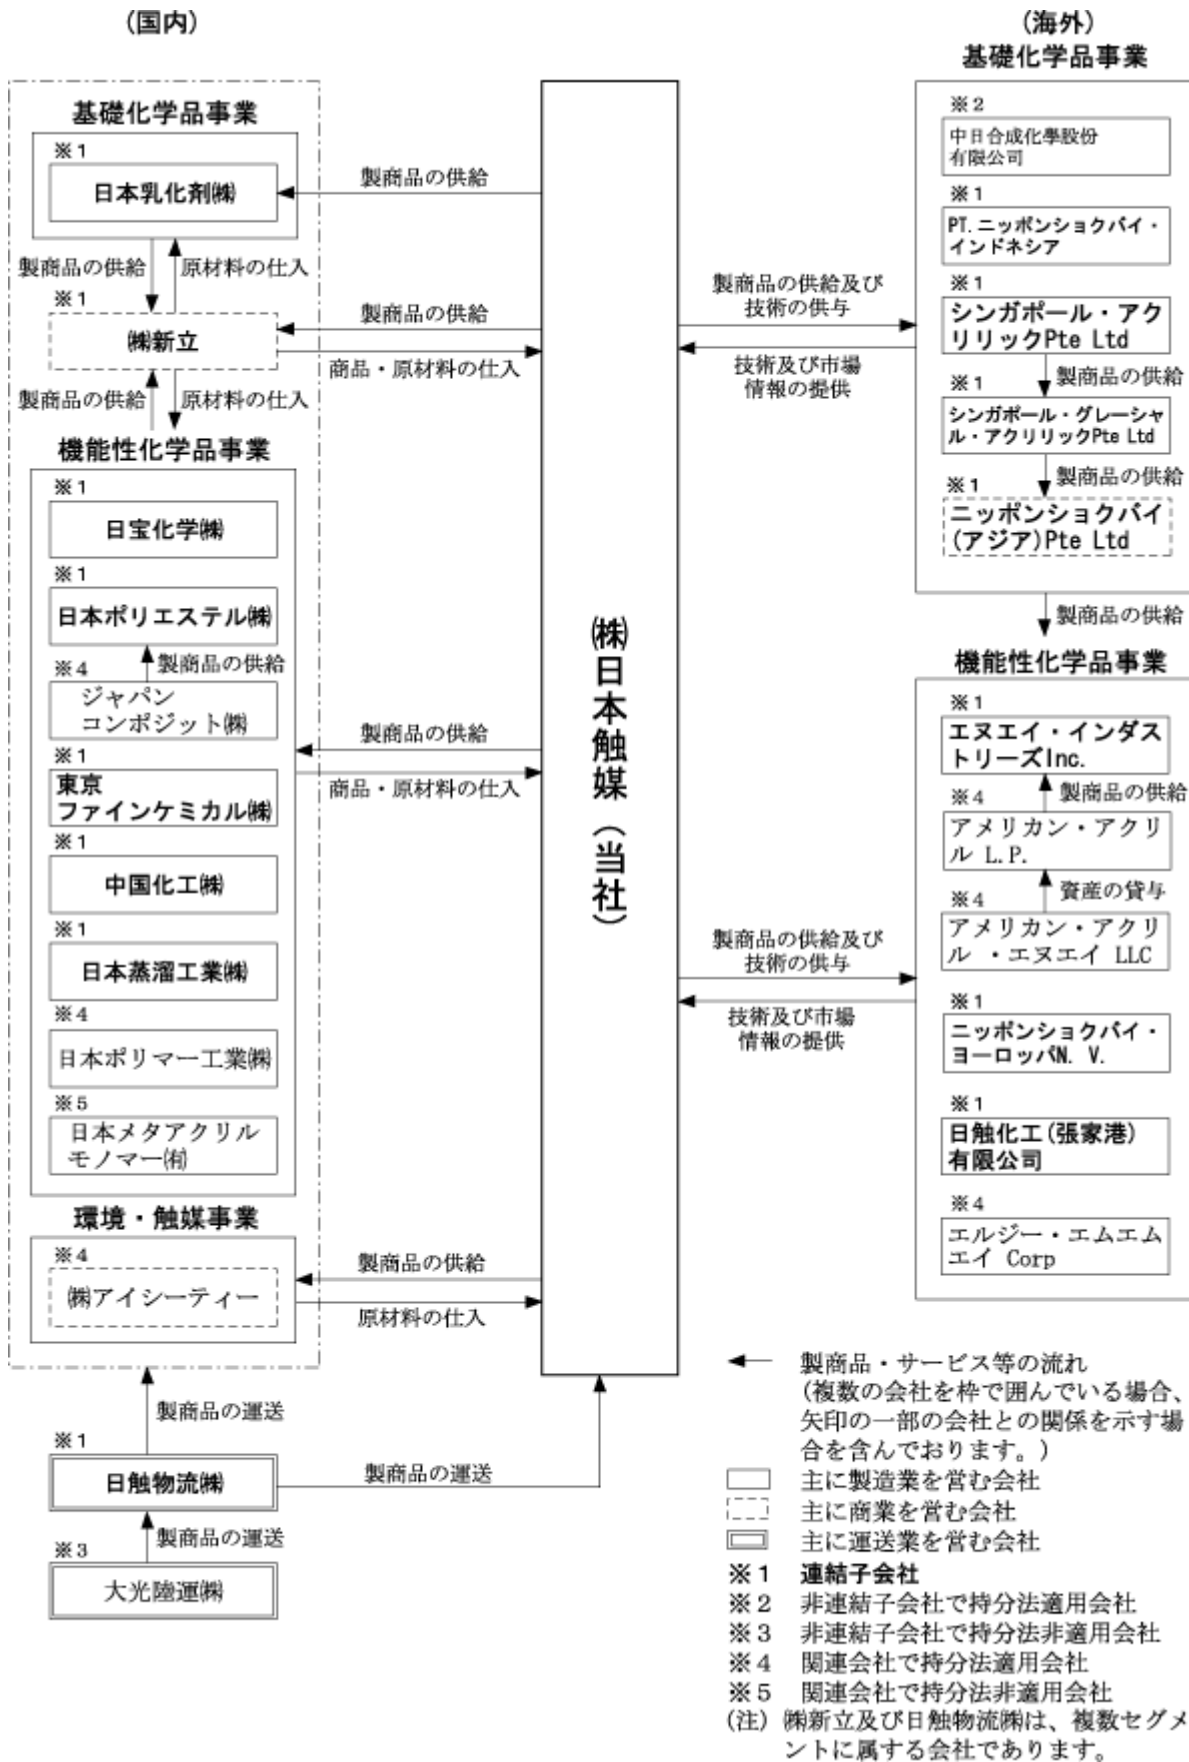 (国内)
基礎化学品事業
※1
日本乳化剤㈱
製商品の供給
製商品の供給
原材料の仕入
※1
㈱新立
製商品の供給
商品・原材料の仕入
製商品の供給
原材料の仕入
機能性化学品事業
※1
日宝化学㈱
※1
日本ポリエステル㈱
製商品の供給
※4
ジャパン
コンポジット㈱
※1
東京
ファインケミカル㈱
製商品の供給
商品・原材料の仕入
※1
中国化工㈱
※1
日本蒸溜工業㈱
※4
日本ポリマー工業㈱
※5
日本メタアクリル
モノマー㈲
環境・触媒事業
※4
㈱アイシーティー
製商品の供給
原材料の仕入
製商品の運送
※1
日触物流㈱
製商品の運送
製商品の運送
※3
大光陸運㈱
㈱日本触媒(当社)
(海外)
基礎化学品事業
※2
中日合成化學股份
有限公司
※1
PT.ニッポンショクバイ・
インドネシア
製商品の供給及び
技術の供与
技術及び市場
情報の提供
※1
シンガポール・アク
リリックPte Ltd
製商品の供給
※1
シンガポール・グレーシャ
ル・アクリリックPte Ltd
製商品の供給
※1
ニッポンショクバイ
(アジア)Pte Ltd
製商品の供給
機能性化学品事業
※1
エヌエイ・インダス
トリーズInc.
製商品の供給
※4
アメリカン・アクリ
ル L.P.
資産の貸与
※4
アメリカン・アクリ
ル ・エヌエイ LLC
製商品の供給及び
技術の供与
技術及び市場
情報の提供
※1
ニッポンショクバイ・
ヨーロッパN. V.
※1
日触化工(張家港)
有限公司
※4
エルジー・エムエム
エイ Corp
製商品・サービス等の流れ
(複数の会社を枠で囲んでいる場合、
矢印の一部の会社との関係を示す場
合を含んでおります。)
主に製造業を営む会社
主に商業を営む会社
主に運送業を営む会社
※1 連結子会社
※2 非連結子会社で持分法適用会社
※3 非連結子会社で持分法非適用会社
※4 関連会社で持分法適用会社
※5 関連会社で持分法非適用会社
(注) ㈱新立及び日触物流㈱は、複数セグメ
ントに属する会社であります。